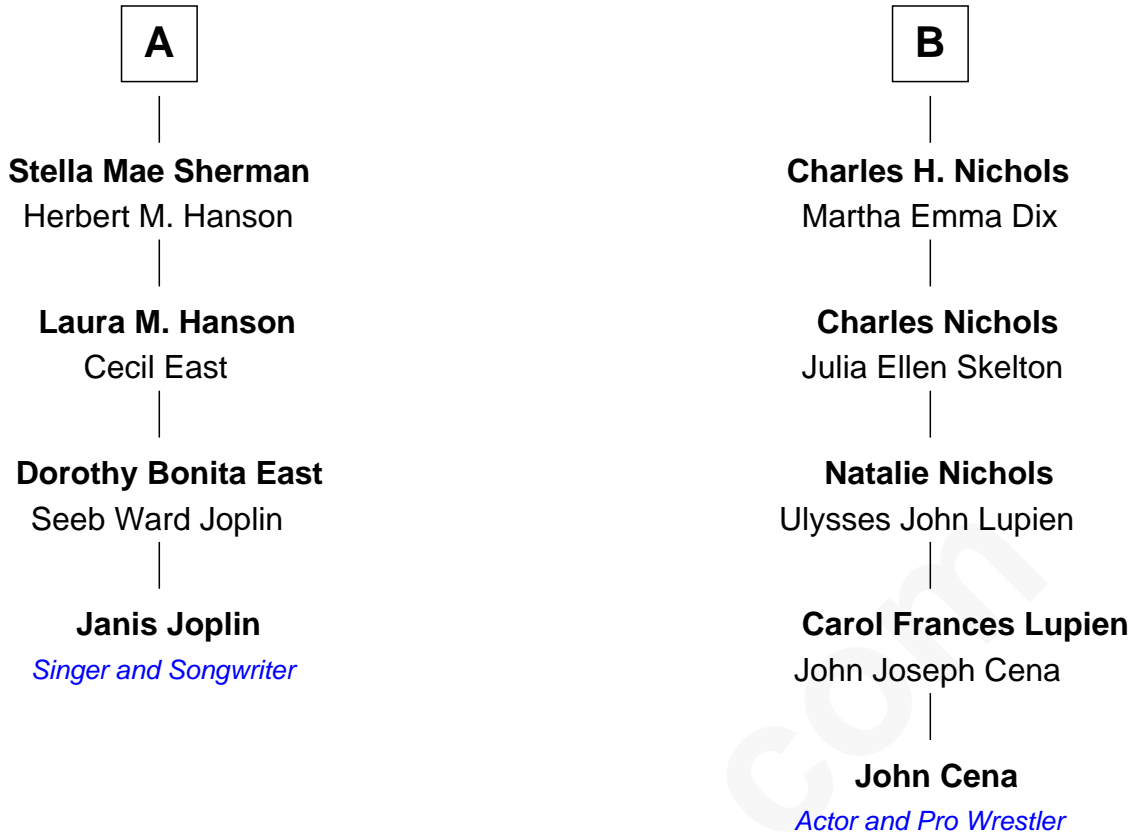 A
Stella Mae Sherman
Herbert M. Hanson
Laura M. Hanson
Cecil East
Dorothy Bonita East
Seeb Ward Joplin
Janis Joplin
Singer and Songwriter
B
Charles H. Nichols
Martha Emma Dix
Charles Nichols
Julia Ellen Skelton
Natalie Nichols
Ulysses John Lupien
Carol Frances Lupien
John Joseph Cena
John Cena
Actor and Pro Wrestler
com